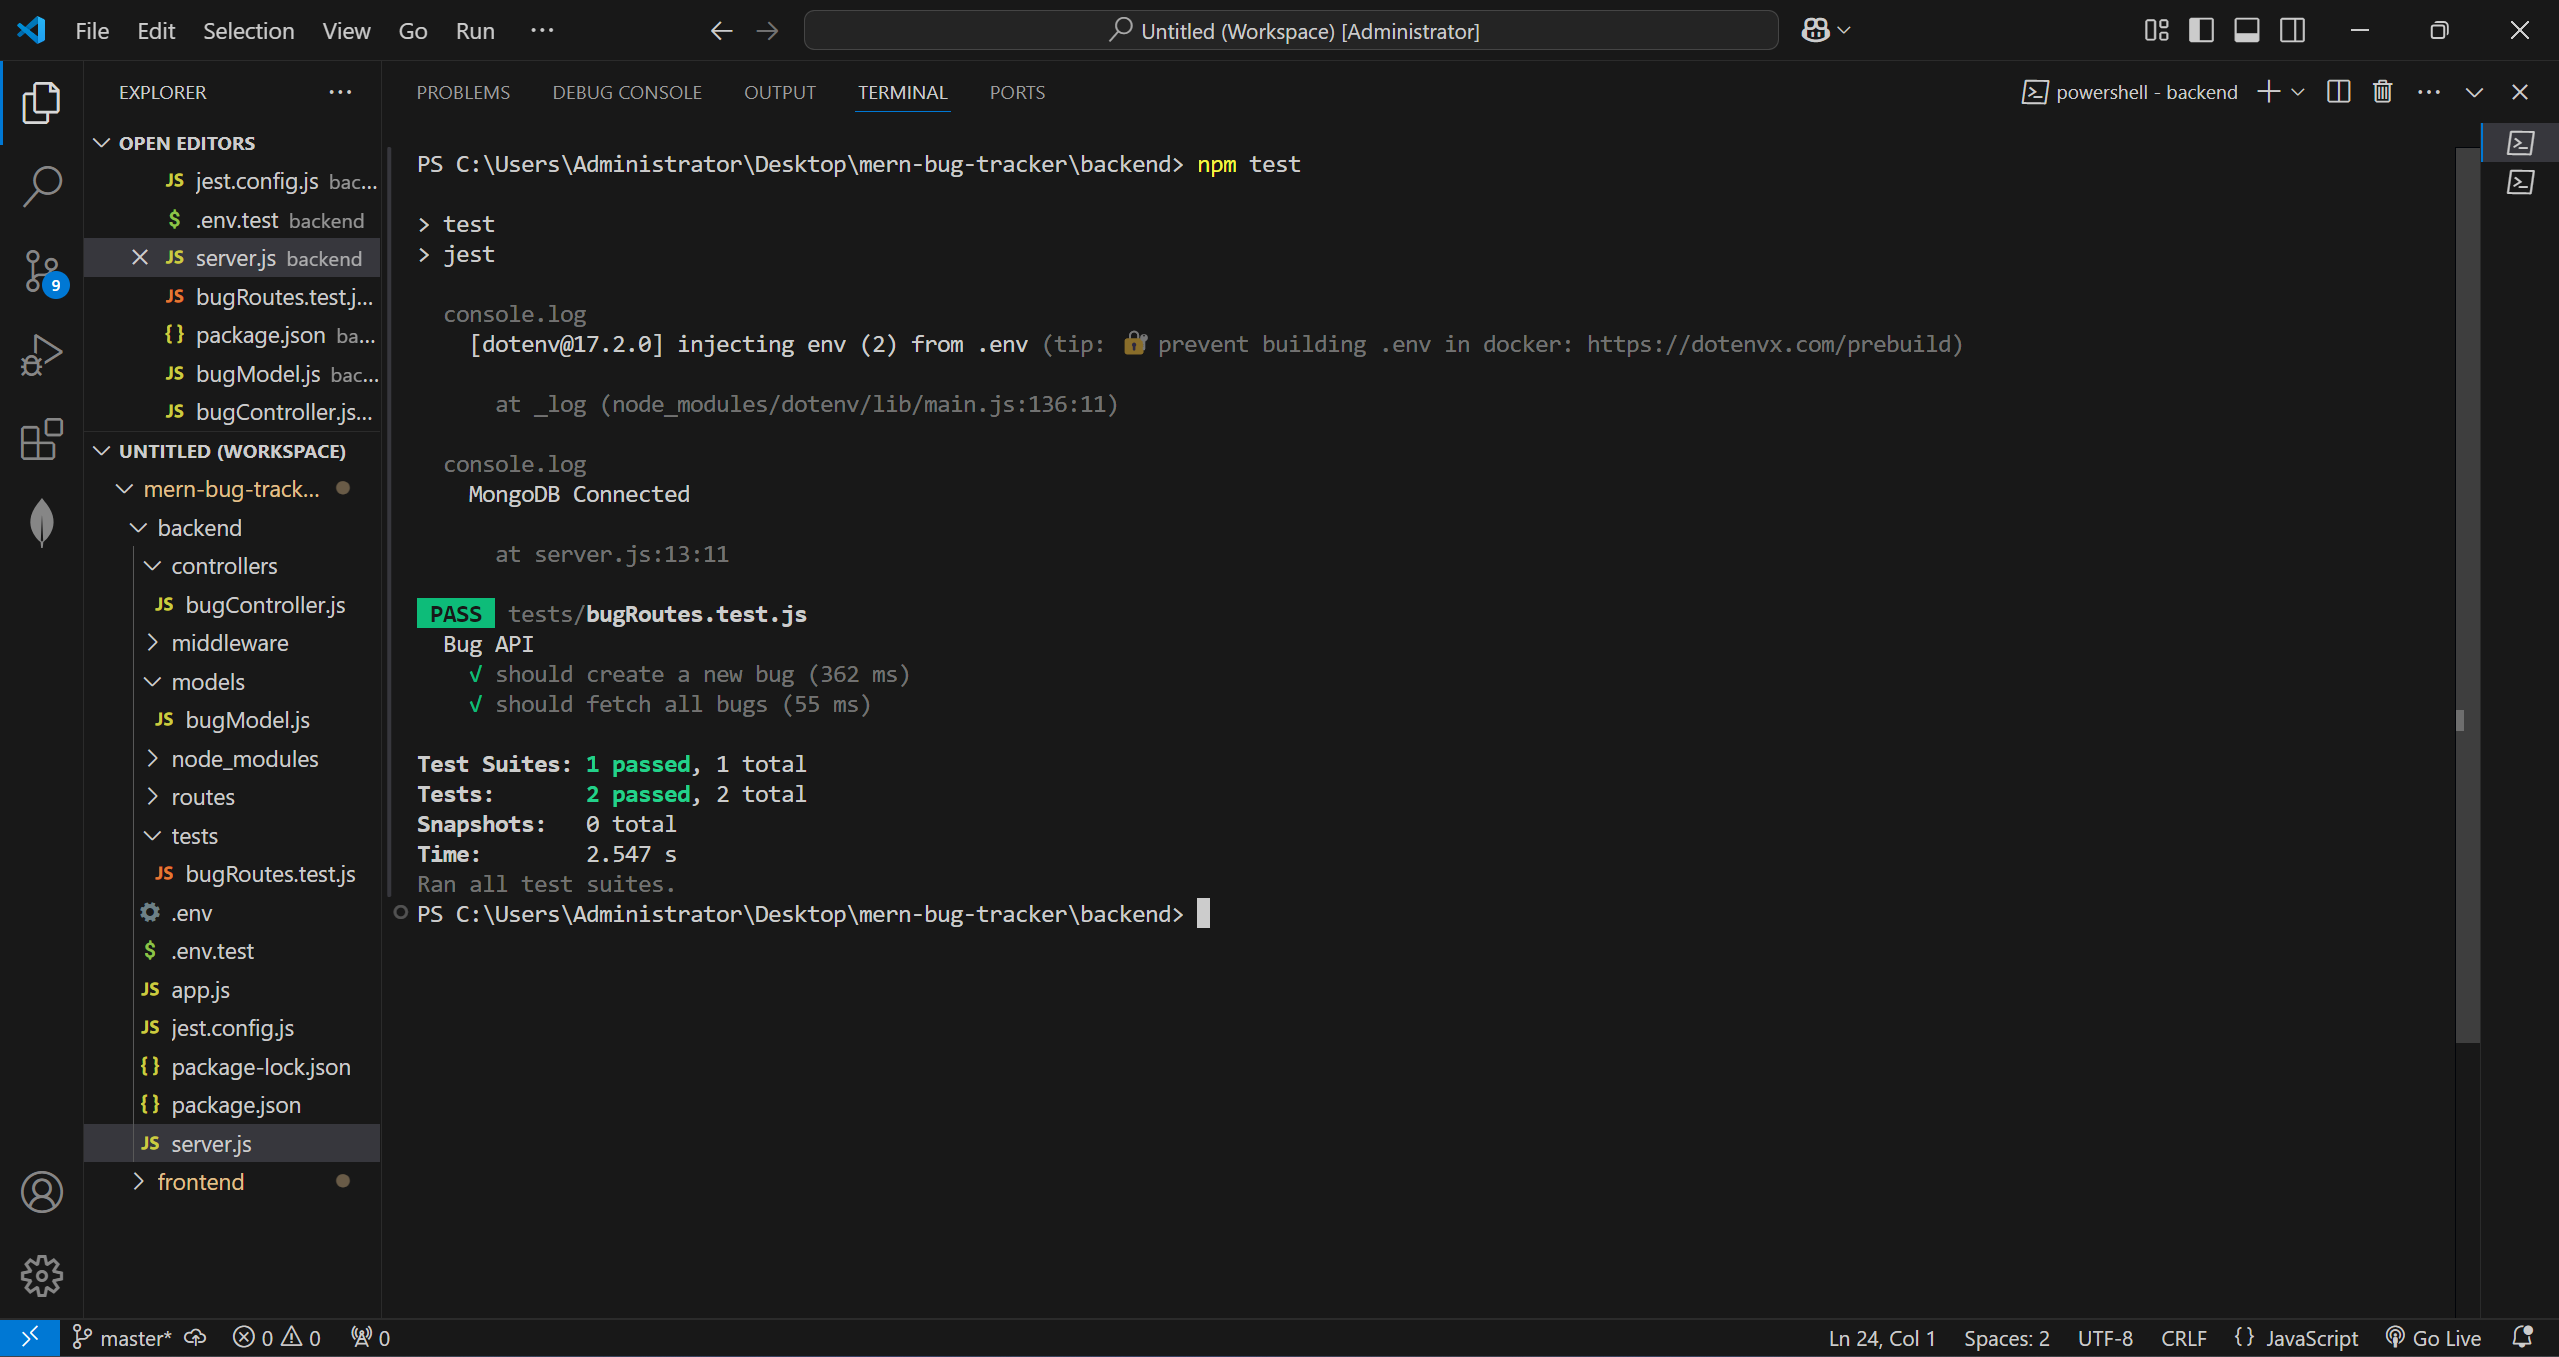 File Edit Selection View Go Run ···
Untitled (Workspace) [Administrator]
EXPLORER
PROBLEMS DEBUG CONSOLE OUTPUT TERMINAL PORTS
powershell - backend
OPEN EDITORS
JS jest.config.js bac...
$ .env.test backend
JS server.js backend
JS bugRoutes.test.j...
{} package.json ba...
JS bugModel.js bac...
JS bugController.js...
UNTITLED (WORKSPACE)
mern-bug-track...
backend
controllers
JS bugController.js
middleware
models
JS bugModel.js
node_modules
routes
tests
JS bugRoutes.test.js
.env
$ .env.test
JS app.js
JS jest.config.js
{} package-lock.json
{} package.json
JS server.js
frontend
9
PS C:\Users\Administrator\Desktop\mern-bug-tracker\backend> npm test
> test
> jest
console.log
[dotenv@17.2.0] injecting env (2) from .env (tip: 🔐 prevent building .env in docker: https://dotenvx.com/prebuild)
at _log (node_modules/dotenv/lib/main.js:136:11)
console.log
MongoDB Connected
at server.js:13:11
PASS tests/bugRoutes.test.js
Bug API
√ should create a new bug (362 ms)
√ should fetch all bugs (55 ms)
Test Suites: 1 passed, 1 total
Tests: 2 passed, 2 total
Snapshots: 0 total
Time: 2.547 s
Ran all test suites.
PS C:\Users\Administrator\Desktop\mern-bug-tracker\backend>
master* 0 0 0
Ln 24, Col 1 Spaces: 2 UTF-8 CRLF {} JavaScript Go Live